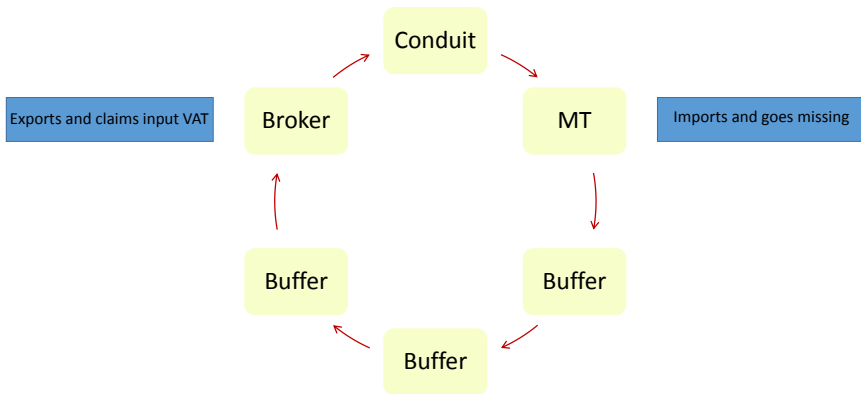 Conduit
Exports and claims input VAT
Broker
MT
Imports and goes missing
Buffer
Buffer
Buffer